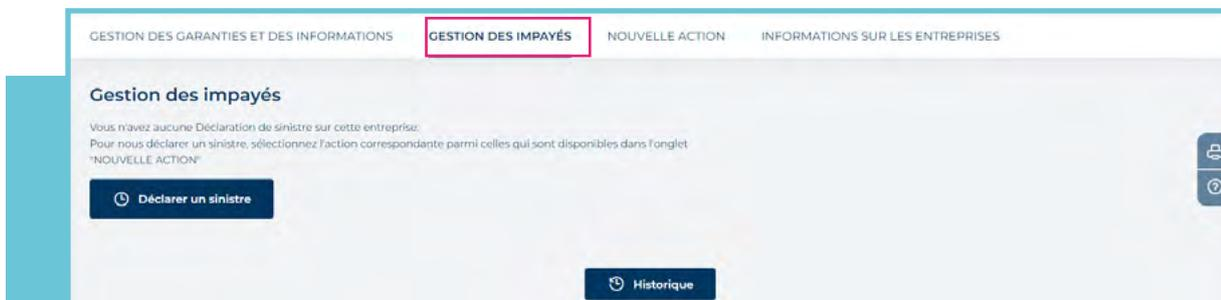 GESTION DES GARANTIES ET DES INFORMATIONS GESTION DES IMPAYÉS NOUVELLE ACTION INFORMATIONS SUR LES ENTREPRISES
Gestion des impayés
Vous n'avez aucune Déclaration de sinistre sur cette entreprise.
Pour nous déclarer un sinistre, sélectionnez l'action correspondante parmi celles qui sont disponibles dans l'onglet
"NOUVELLE ACTION"
Déclarer un sinistre
Historique